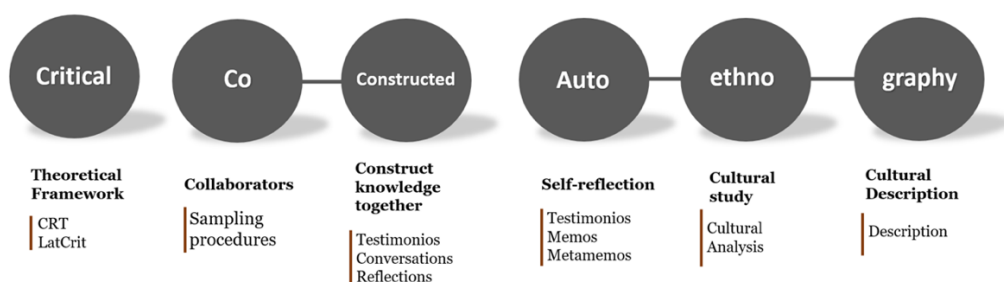 Critical
Co
Constructed
Auto
ethno
graphy
Theoretical
Framework
CRT
LatCrit
Collaborators
Sampling
procedures
Construct
knowledge
together
Testimonios
Conversations
Reflections
Self-reflection
Testimonios
Memos
Metamemos
Cultural
study
Cultural
Analysis
Cultural
Description
Description